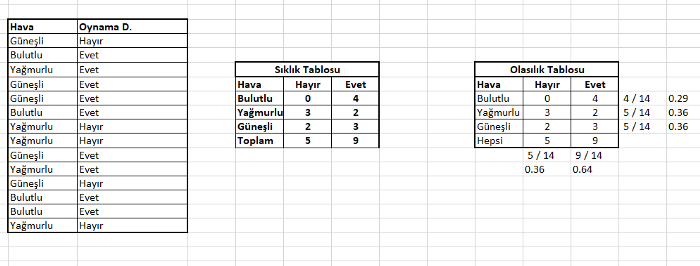 Hava Oynama D.
Güneşli Hayır
Bulutlu Evet
Yağmurlu Evet
Güneşli Evet
Güneşli Evet
Bulutlu Evet
Yağmurlu Hayır
Yağmurlu Hayır
Güneşli Evet
Yağmurlu Evet
Güneşli Hayır
Bulutlu Evet
Bulutlu Evet
Yağmurlu Hayır
Sıklık Tablosu
Hava Hayır Evet
Bulutlu 0 4
Yağmurlu 3 2
Güneşli 2 3
Toplam 5 9
Olasılık Tablosu
Hava Hayır Evet
Bulutlu 0 4 4 / 14 0.29
Yağmurlu 3 2 5 / 14 0.36
Güneşli 2 3 5 / 14 0.36
Hepsi 5 9
5 / 14 9 / 14
0.36 0.64